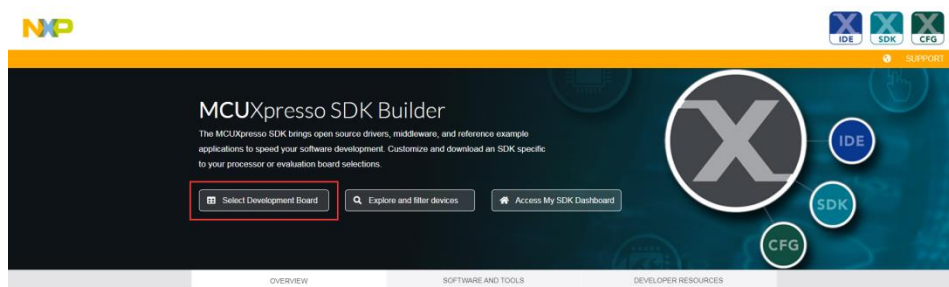 NXP
IDE SDK CFG
SUPPORT
MCUXpresso SDK Builder
The MCUXpresso SDK brings open source drivers, middleware, and reference example
applications to speed your software development. Customize and download an SDK specific
to your processor or evaluation board selections.
Select Development Board Explore and filter devices Access My SDK Dashboard
X
IDE
SDK
CFG
OVERVIEW SOFTWARE AND TOOLS DEVELOPER RESOURCES